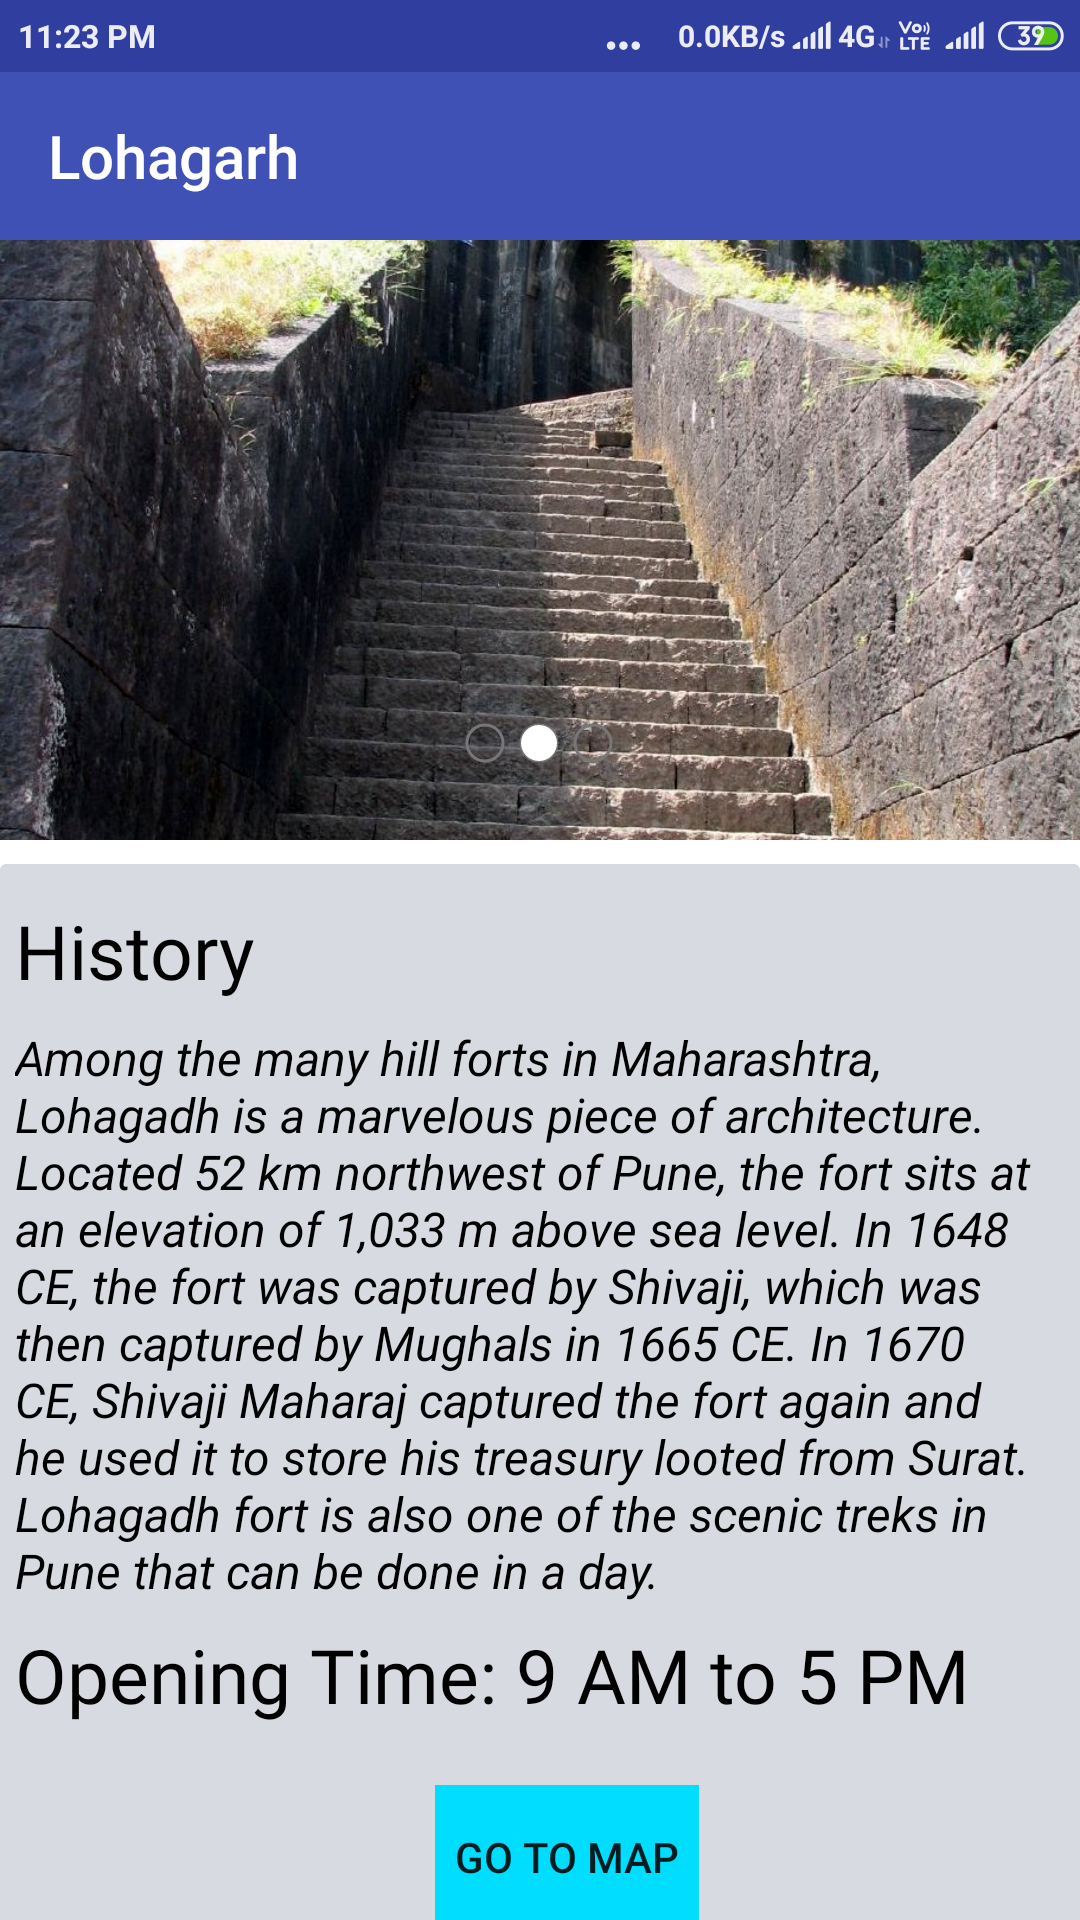 11:23 PM ... 0.0KB/s 4G Vo)) LTE 39
Lohagarh
History
Among the many hill forts in Maharashtra,
Lohagadh is a marvelous piece of architecture.
Located 52 km northwest of Pune, the fort sits at
an elevation of 1,033 m above sea level. In 1648
CE, the fort was captured by Shivaji, which was
then captured by Mughals in 1665 CE. In 1670
CE, Shivaji Maharaj captured the fort again and
he used it to store his treasury looted from Surat.
Lohagadh fort is also one of the scenic treks in
Pune that can be done in a day.
Opening Time: 9 AM to 5 PM
GO TO MAP